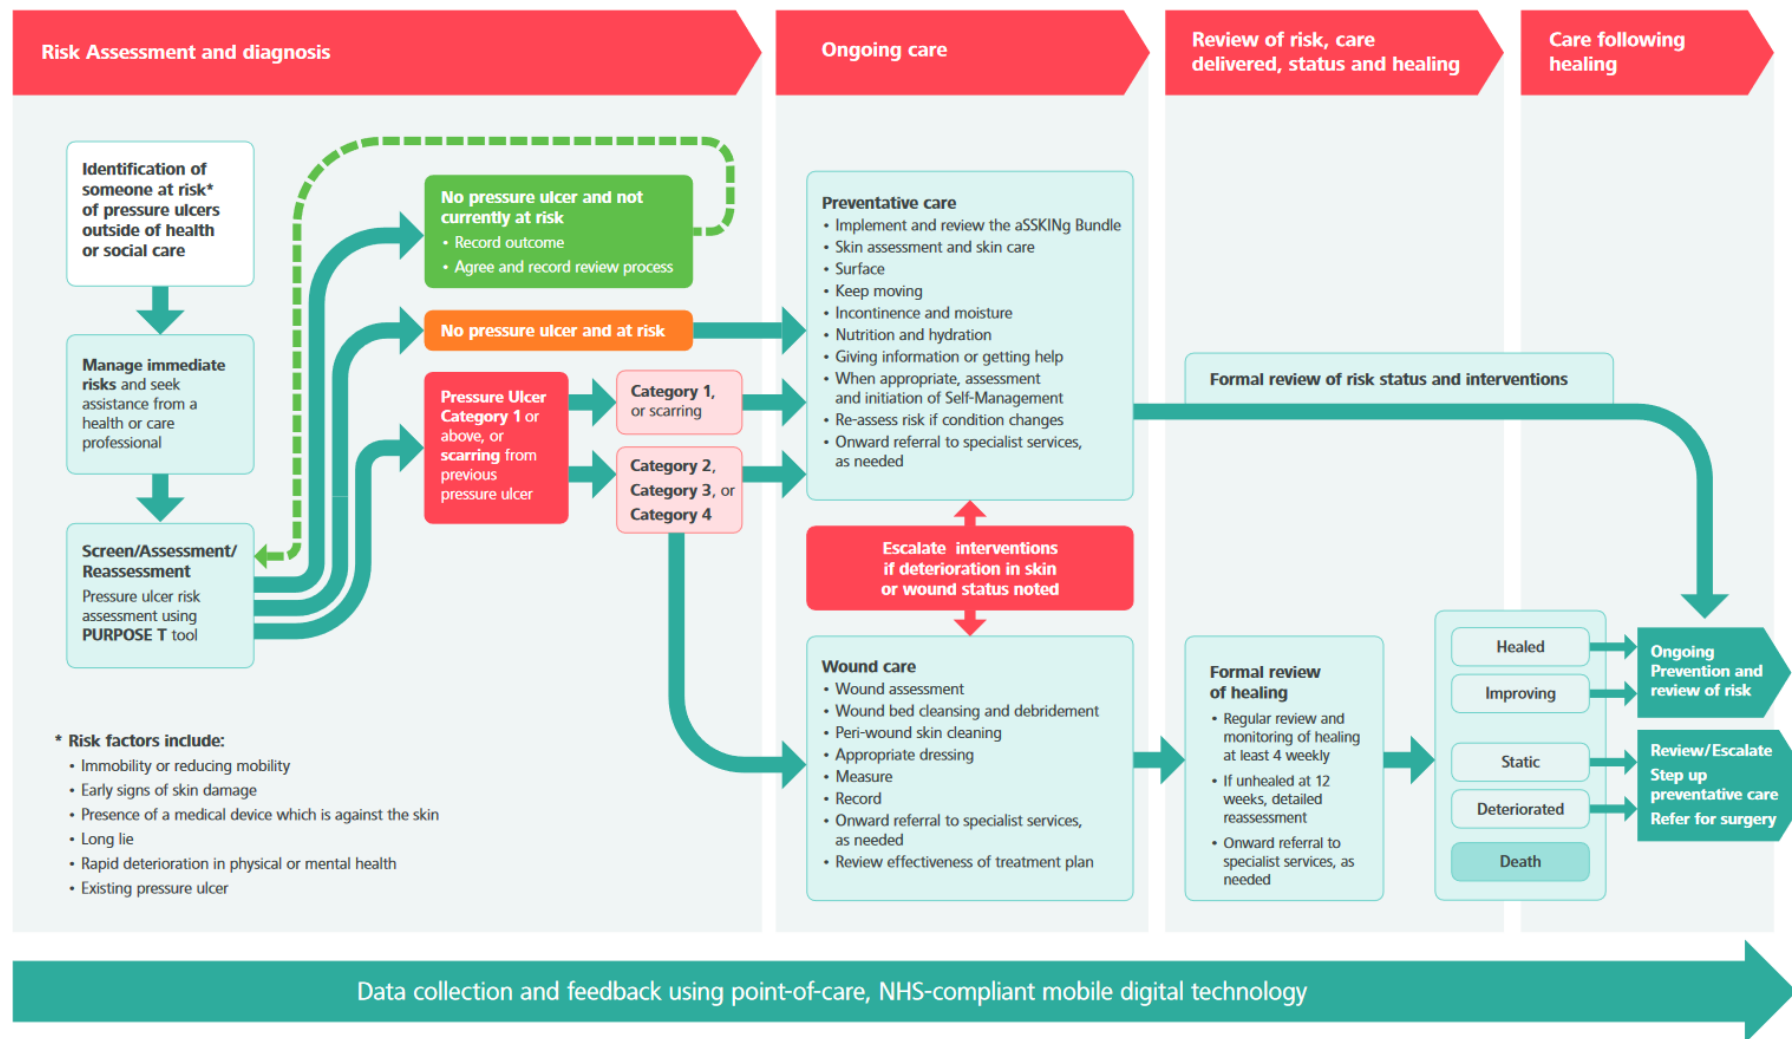 Risk Assessment and diagnosis
Ongoing care
Review of risk, care
delivered, status and healing
Care following
healing
Identification of
someone at risk*
of pressure ulcers
outside of health
or social care
Manage immediate
risks and seek
assistance from a
health or care
professional
Screen/Assessment/
Reassessment
Pressure ulcer risk
assessment using
PURPOSE T tool
No pressure ulcer and not
currently at risk
• Record outcome
• Agree and record review process
No pressure ulcer and at risk
Pressure Ulcer
Category 1 or
above, or
scarring from
previous
pressure ulcer
Category 1,
or scarring
Category 2,
Category 3, or
Category 4
* Risk factors include:
• Immobility or reducing mobility
• Early signs of skin damage
• Presence of a medical device which is against the skin
• Long lie
• Rapid deterioration in physical or mental health
• Existing pressure ulcer
Preventative care
• Implement and review the aSSKINg Bundle
• Skin assessment and skin care
• Surface
• Keep moving
• Incontinence and moisture
• Nutrition and hydration
• Giving information or getting help
• When appropriate, assessment
and initiation of Self-Management
• Re-assess risk if condition changes
• Onward referral to specialist services,
as needed
Escalate interventions
if deterioration in skin
or wound status noted
Wound care
• Wound assessment
• Wound bed cleansing and debridement
• Peri-wound skin cleaning
• Appropriate dressing
• Measure
• Record
• Onward referral to specialist services,
as needed
• Review effectiveness of treatment plan
Formal review of risk status and interventions
Formal review
of healing
• Regular review and
monitoring of healing
at least 4 weekly
• If unhealed at 12
weeks, detailed
reassessment
• Onward referral to
specialist services, as
needed
Healed
Improving
Static
Deteriorated
Death
Ongoing
Prevention and
review of risk
Review/Escalate
Step up
preventative care
Refer for surgery
Data collection and feedback using point-of-care, NHS-compliant mobile digital technology